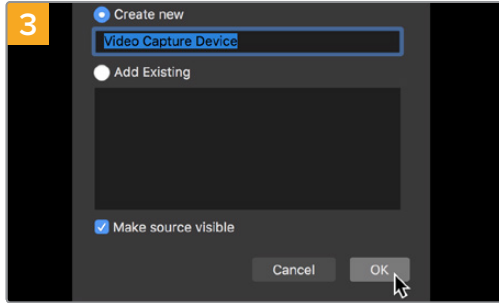 3
Create new
Video Capture Device
Add Existing
Make source visible
Cancel OK